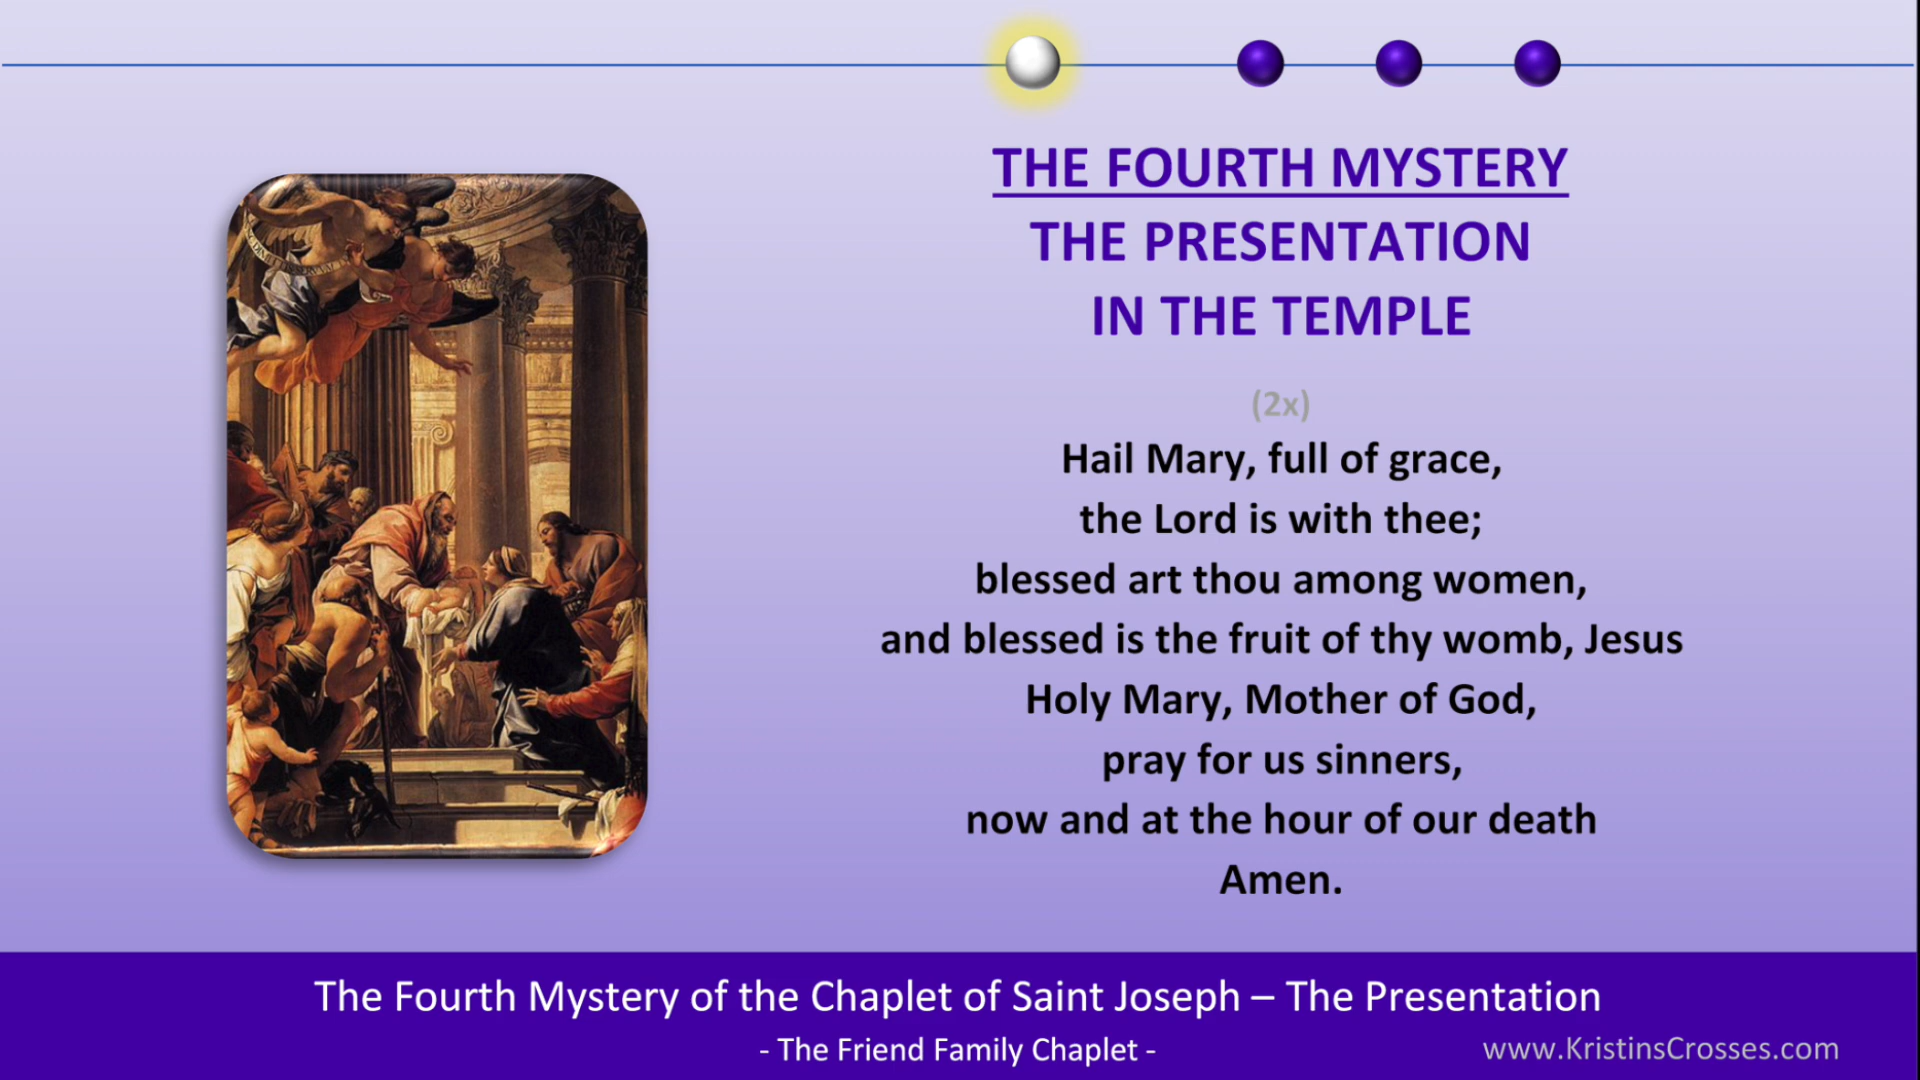 THE FOURTH MYSTERY
THE PRESENTATION
IN THE TEMPLE
(2x)
Hail Mary, full of grace,
the Lord is with thee;
blessed art thou among women,
and blessed is the fruit of thy womb, Jesus
Holy Mary, Mother of God,
pray for us sinners,
now and at the hour of our death
Amen.
The Fourth Mystery of the Chaplet of Saint Joseph – The Presentation
- The Friend Family Chaplet -
www.KristinsCrosses.com